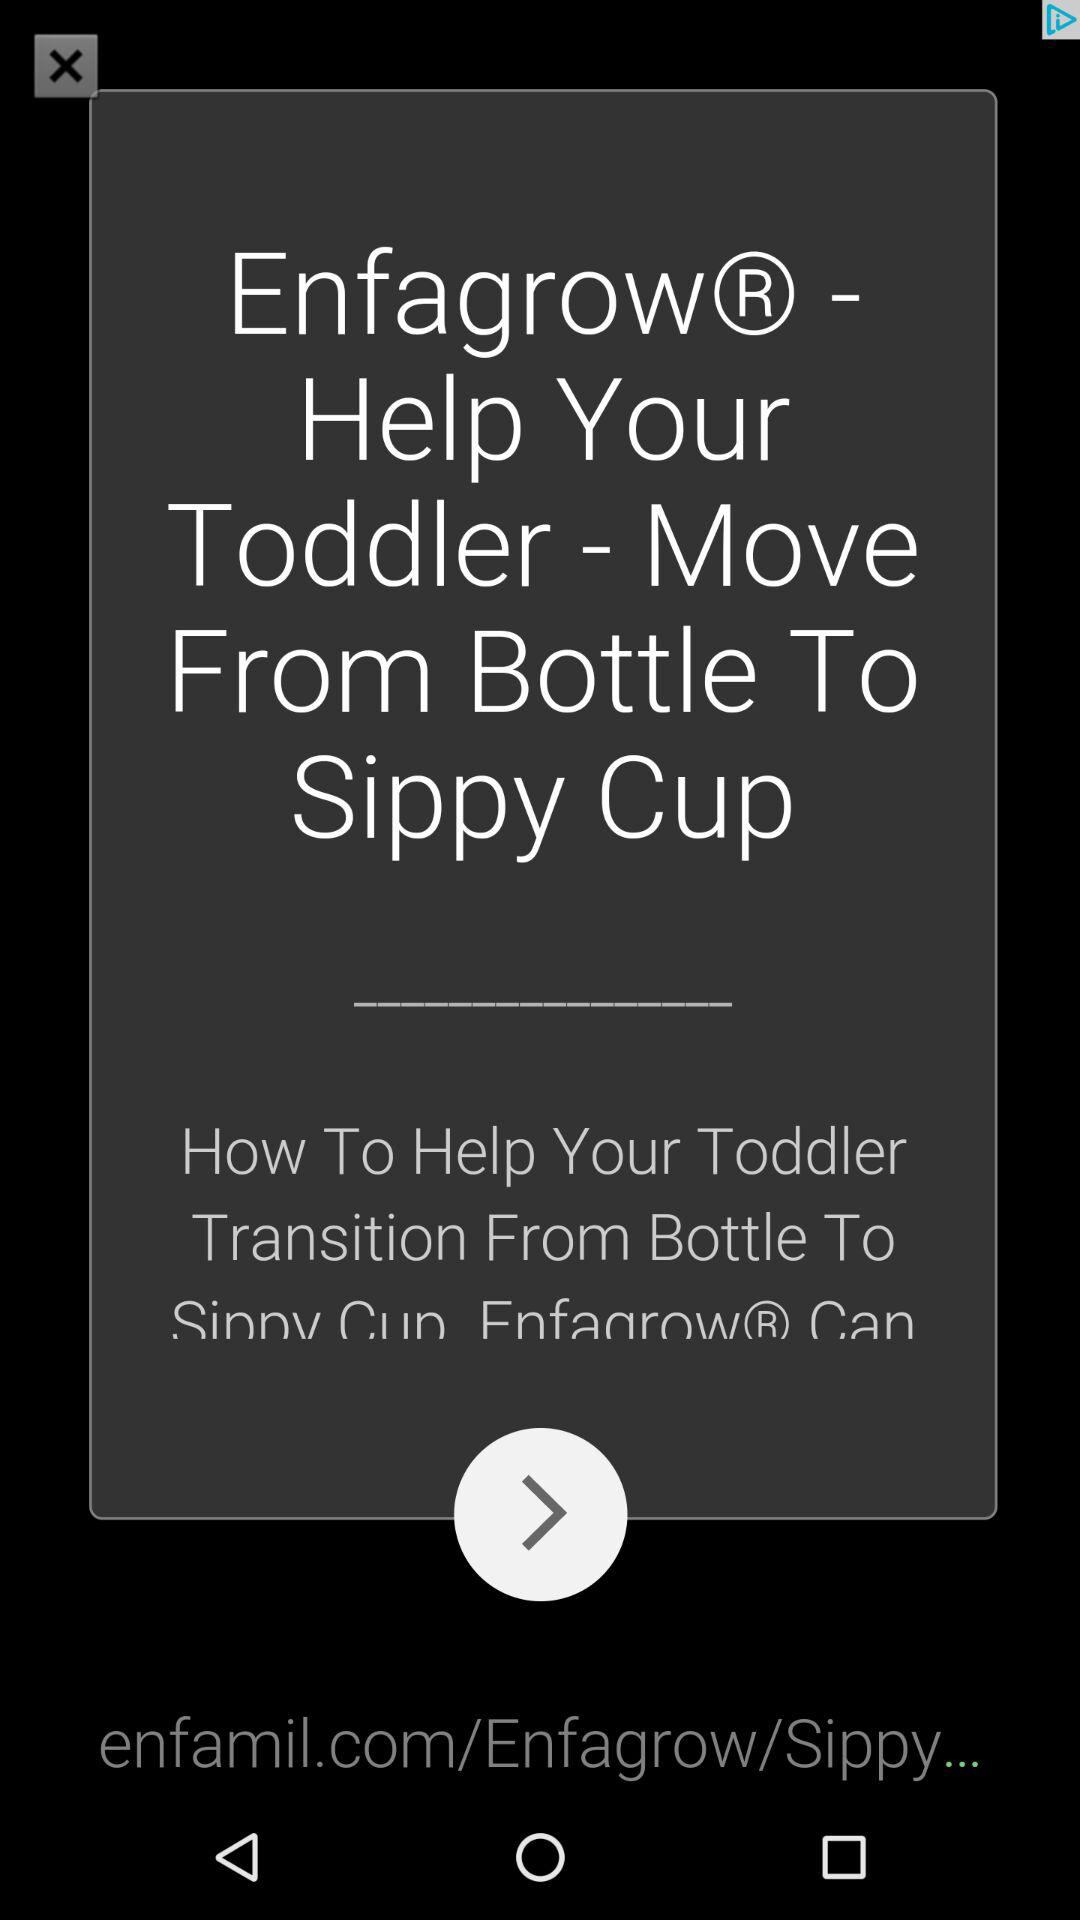 Enfagrow® -
Help Your
Toddler - Move
From Bottle To
Sippy Cup
________________
How To Help Your Toddler
Transition From Bottle To
Sippy Cup. Enfagrow® Can
enfamil.com/Enfagrow/Sippy...